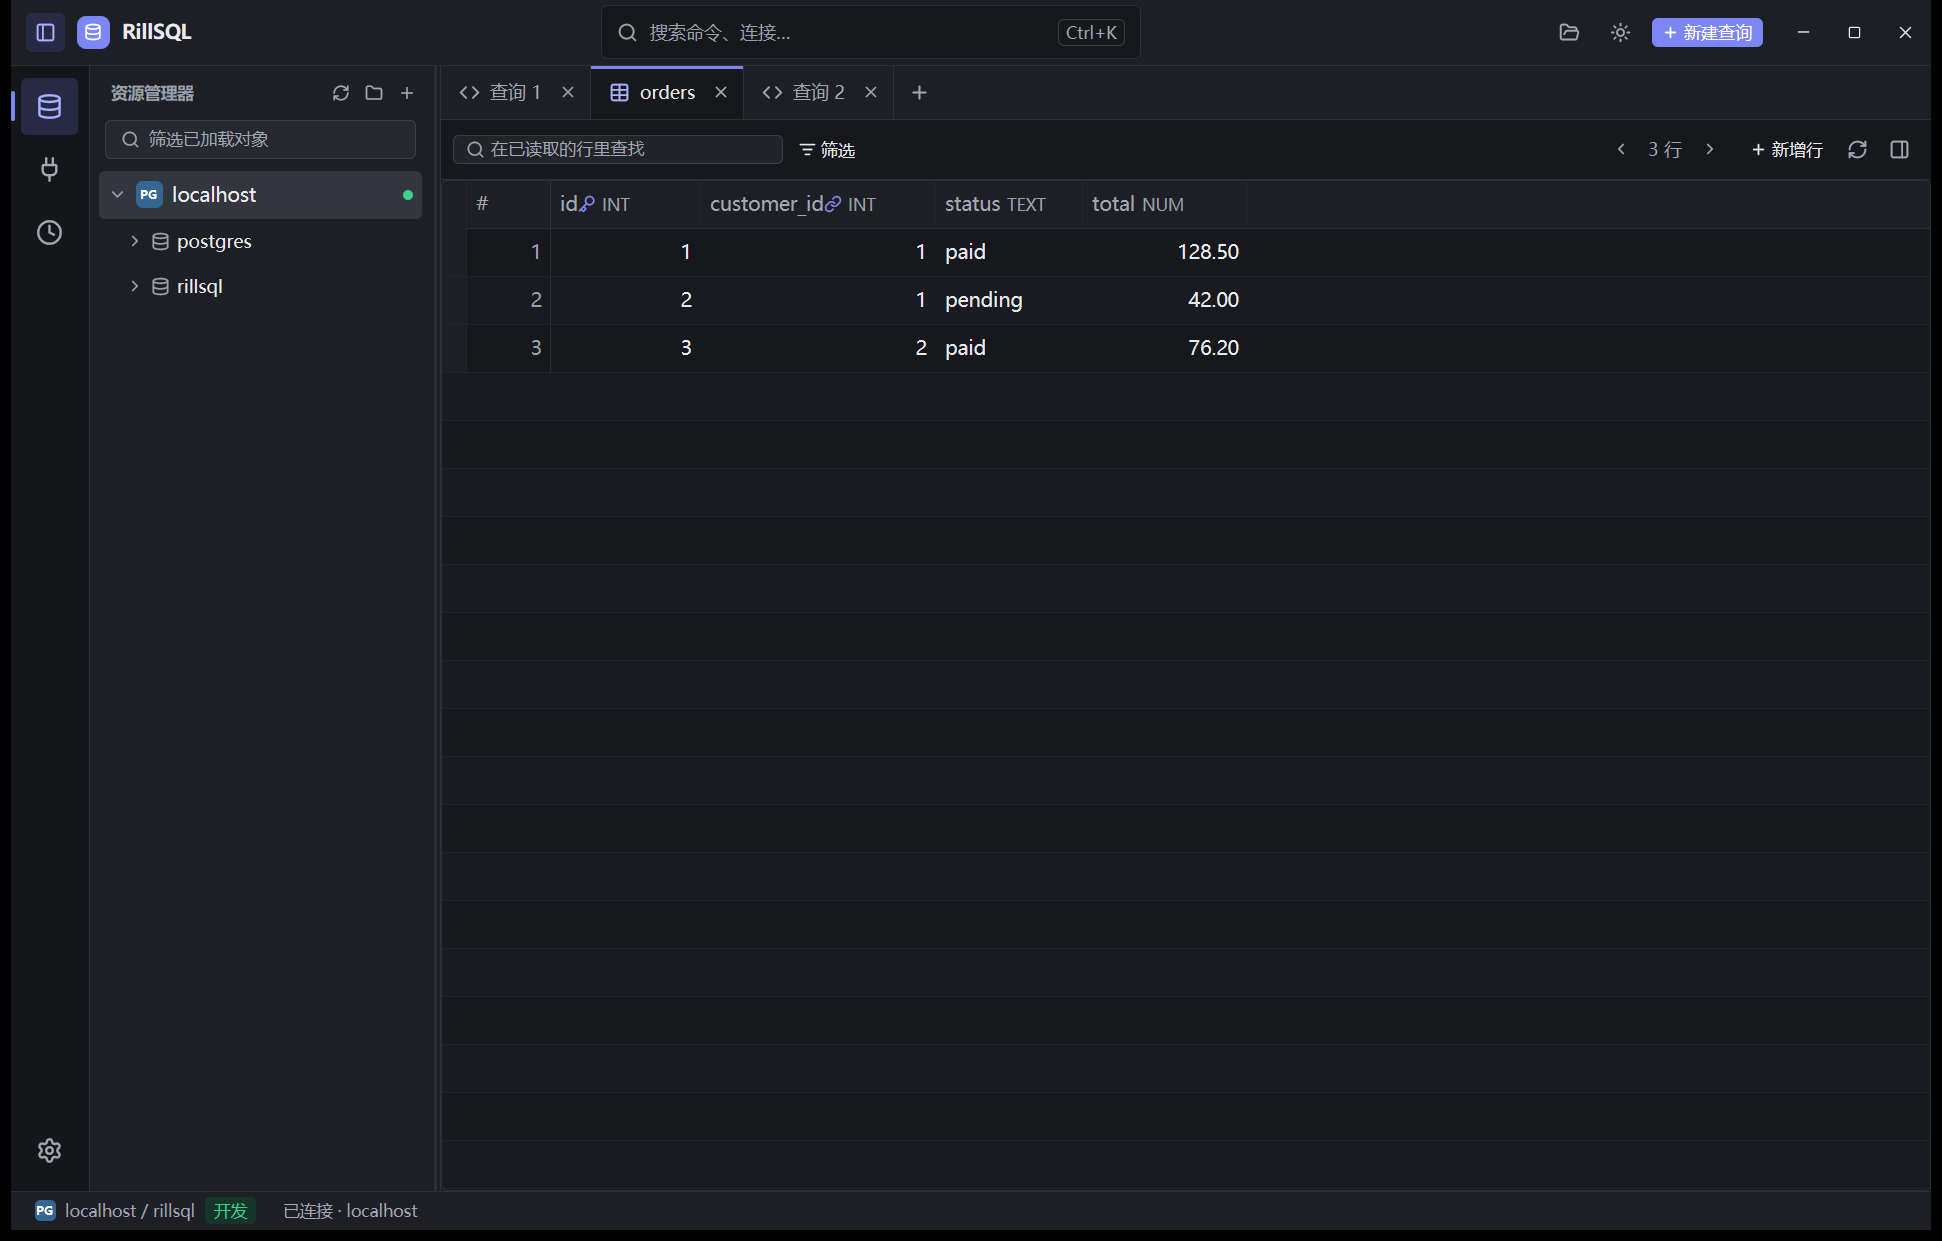 RillSQL
搜索命令、连接...
Ctrl+K
+ 新建查询
资源管理器
筛选已加载对象
PG localhost
postgres
rillsql
查询 1
orders
查询 2
在已读取的行里查找
筛选
3 行
+ 新增行
# id INT customer_id INT status TEXT total NUM
1 1 1 paid 128.50
2 2 1 pending 42.00
3 3 2 paid 76.20
PG localhost / rillsql 开发 已连接 · localhost